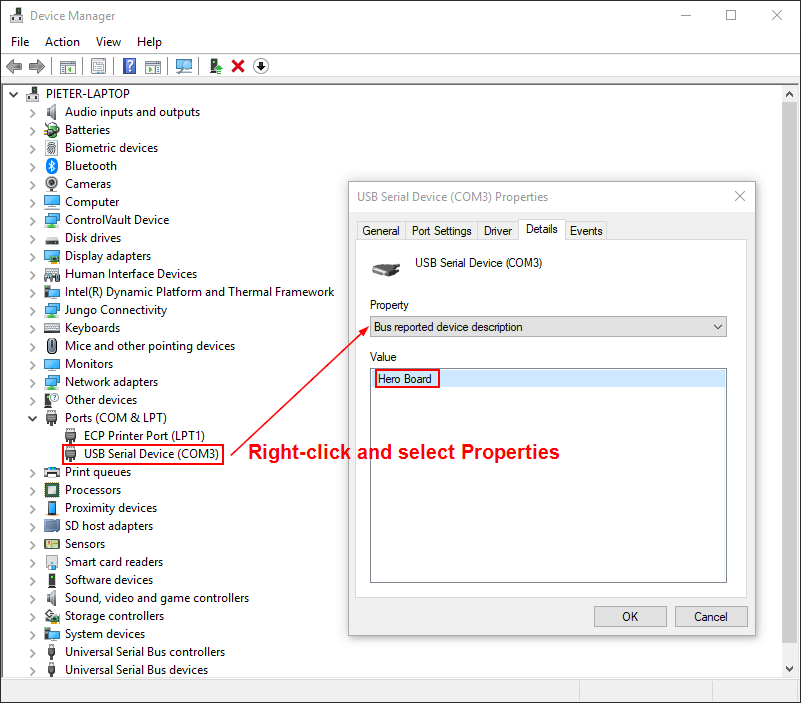 Device Manager
File Action View Help
PIETER-LAPTOP
Audio inputs and outputs
Batteries
Biometric devices
Bluetooth
Cameras
Computer
ControlVault Device
Disk drives
Display adapters
Human Interface Devices
Intel(R) Dynamic Platform and Thermal Framework
Jungo Connectivity
Keyboards
Mice and other pointing devices
Monitors
Network adapters
Other devices
Ports (COM & LPT)
ECP Printer Port (LPT1)
USB Serial Device (COM3)
Print queues
Processors
Proximity devices
SD host adapters
Sensors
Smart card readers
Software devices
Sound, video and game controllers
Storage controllers
System devices
Universal Serial Bus controllers
Universal Serial Bus devices
Right-click and select Properties
USB Serial Device (COM3) Properties
General Port Settings Driver Details Events
USB Serial Device (COM3)
Property
Bus reported device description
Value
Hero Board
OK Cancel